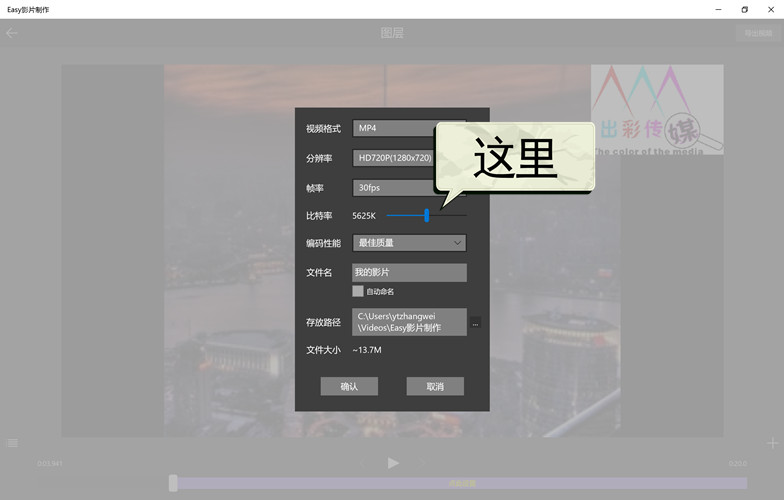 Easy影片制作
图层
出彩传媒
The color of the media
视频格式 MP4
这里
分辨率 HD720P(1280x720)
帧率 30fps
比特率 5625K
编码性能 最佳质量
文件名 我的影片
自动命名
存放路径 C:\Users\ytzhangwei
\Videos\Easy影片制作
...
文件大小 ~13.7M
确认 取消